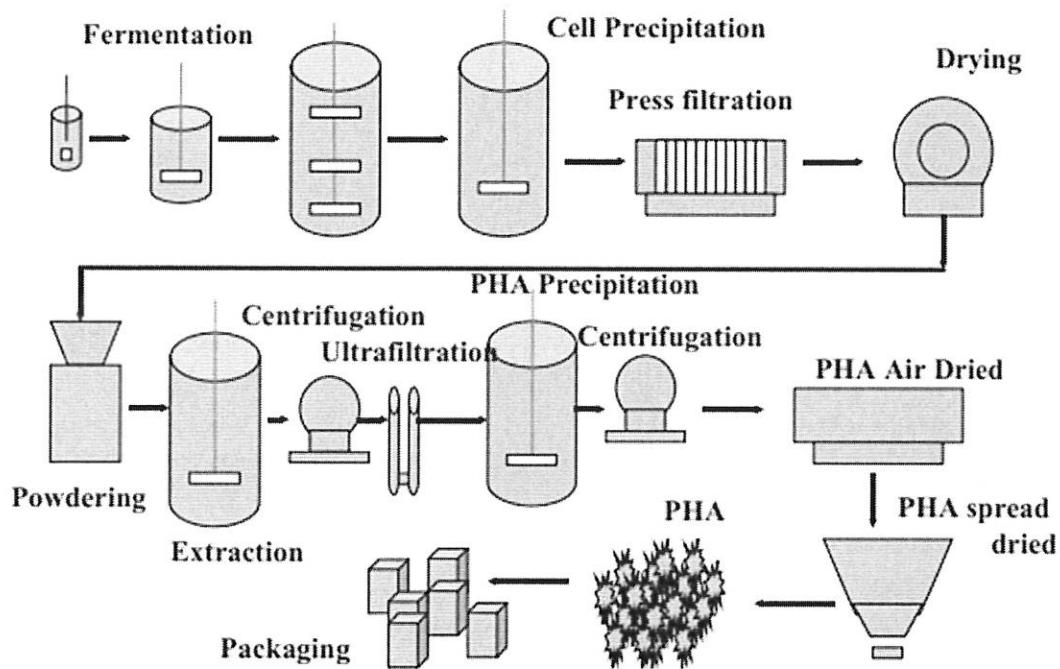 Fermentation
Cell Precipitation
Drying
Press filtration
PHA Precipitation
Centrifugation
Ultrafiltration
Centrifugation
PHA Air Dried
Powdering
Extraction
PHA
PHA spread
dried
Packaging